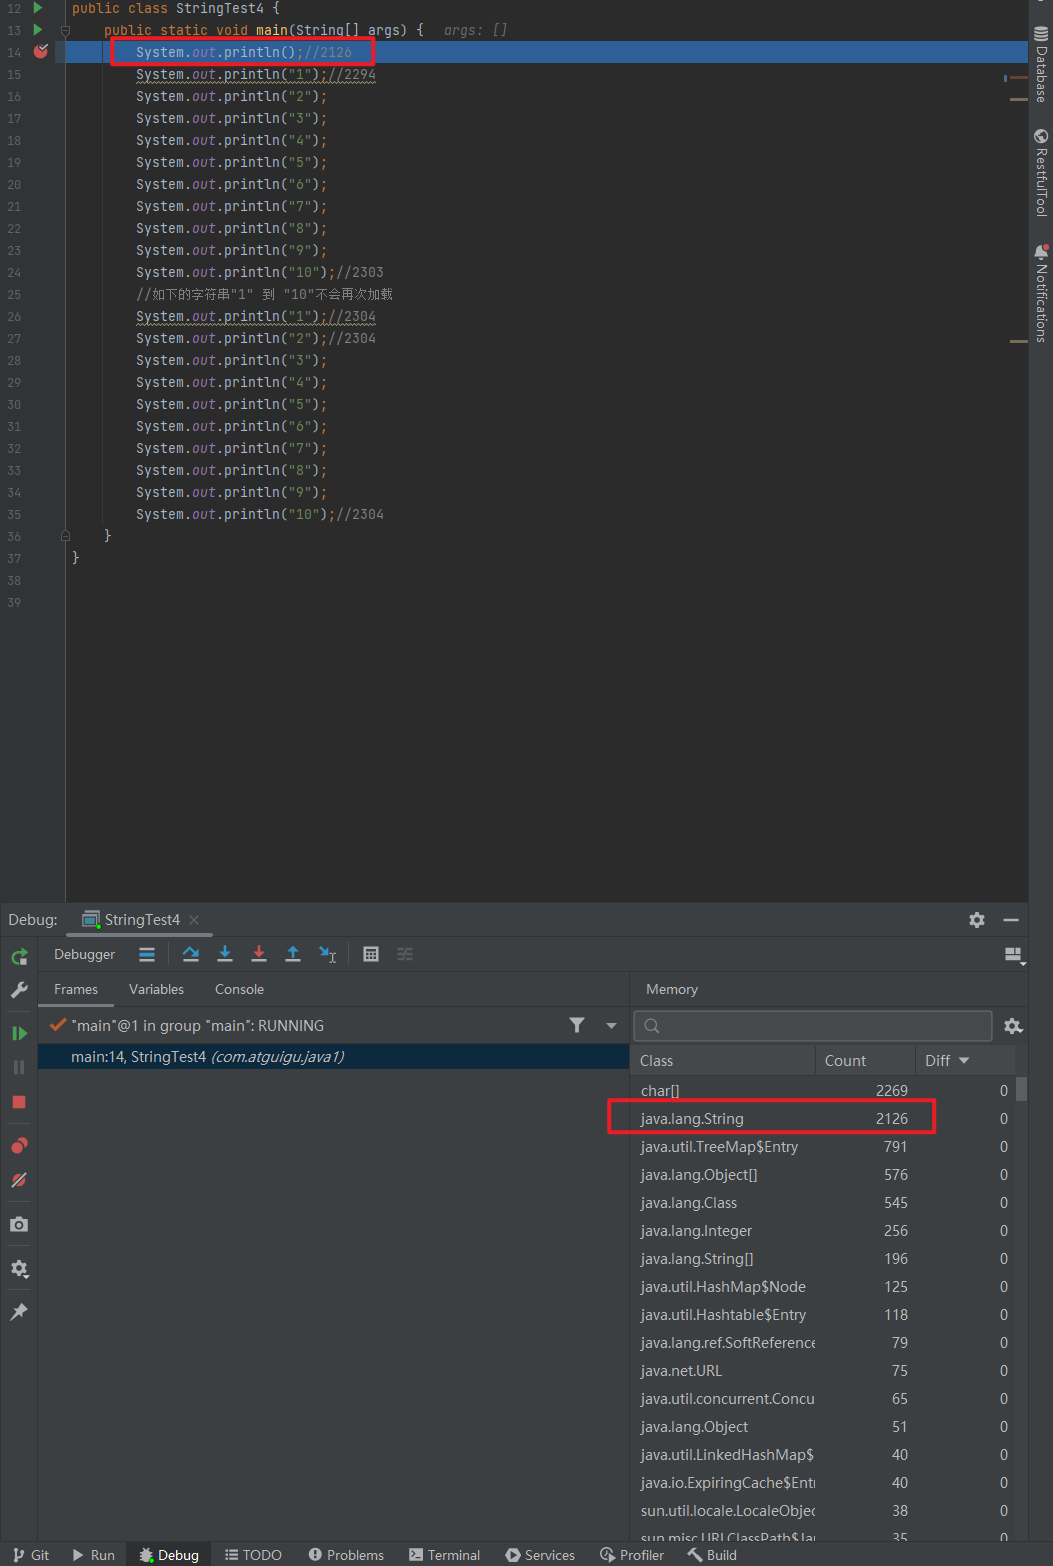 12 public class StringTest4 {
13 public static void main(String[] args) { args: []
14 System.out.println();//2126
15 System.out.println("1");//2294
16 System.out.println("2");
17 System.out.println("3");
18 System.out.println("4");
19 System.out.println("5");
20 System.out.println("6");
21 System.out.println("7");
22 System.out.println("8");
23 System.out.println("9");
24 System.out.println("10");//2303
25 //如下的字符串"1" 到 "10"不会再次加载
26 System.out.println("1");//2304
27 System.out.println("2");//2304
28 System.out.println("3");
29 System.out.println("4");
30 System.out.println("5");
31 System.out.println("6");
32 System.out.println("7");
33 System.out.println("8");
34 System.out.println("9");
35 System.out.println("10");//2304
36 }
37 }
38
39
Database
RestfulTool
Notifications
Debug: StringTest4
Debugger
Frames Variables Console Memory
"main"@1 in group "main": RUNNING
main:14, StringTest4 (com.atguigu.java1)
Class Count Diff
char[] 2269 0
java.lang.String 2126 0
java.util.TreeMap$Entry 791 0
java.lang.Object[] 576 0
java.lang.Class 545 0
java.lang.Integer 256 0
java.lang.String[] 196 0
java.util.HashMap$Node 125 0
java.util.Hashtable$Entry 118 0
java.lang.ref.SoftReference 79 0
java.net.URL 75 0
java.util.concurrent.Concu 65 0
java.lang.Object 51 0
java.util.LinkedHashMap$ 40 0
java.io.ExpiringCache$Entr 40 0
sun.util.locale.LocaleObjec 38 0
sun.misc.URLClassPath$Jar 35 0
Git Run Debug TODO Problems Terminal Services Profiler Build